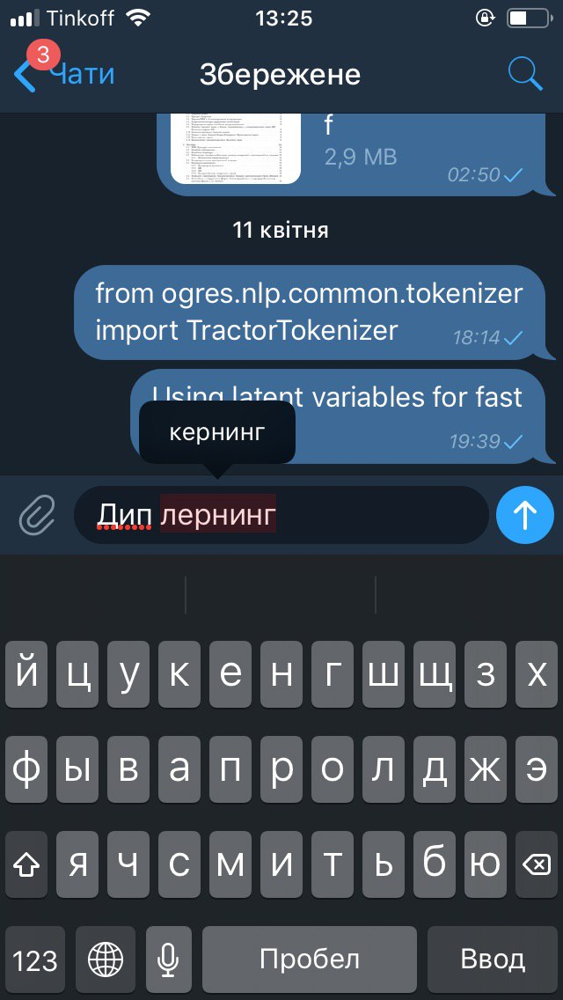 Tinkoff 13:25
3
Чати Збережене
f
2,9 MB
02:50
11 квітня
from ogres.nlp.common.tokenizer
import TractorTokenizer 18:14
Using latent variables for fast
19:39
кернинг
Дип лернинг
й ц у к е н г ш щ з х
ф ы в а п р о л д ж э
я ч с м и т ь б ю
123 Пробел Ввод